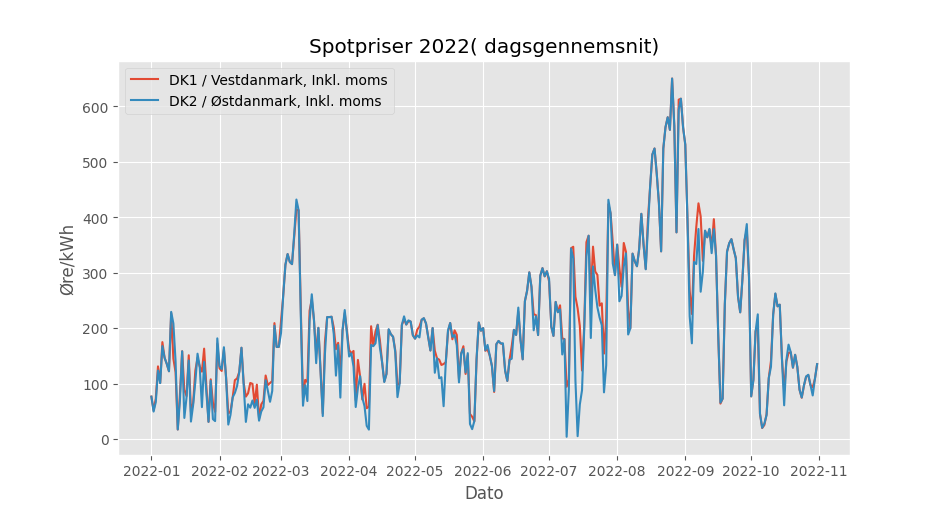 Spotpriser 2022( dagsgennemsnit)
DK1 / Vestdanmark, Inkl. moms
DK2 / Østdanmark, Inkl. moms
Øre/kWh
600
500
400
300
200
100
0
2022-01 2022-02 2022-03 2022-04 2022-05 2022-06 2022-07 2022-08 2022-09 2022-10 2022-11
Dato